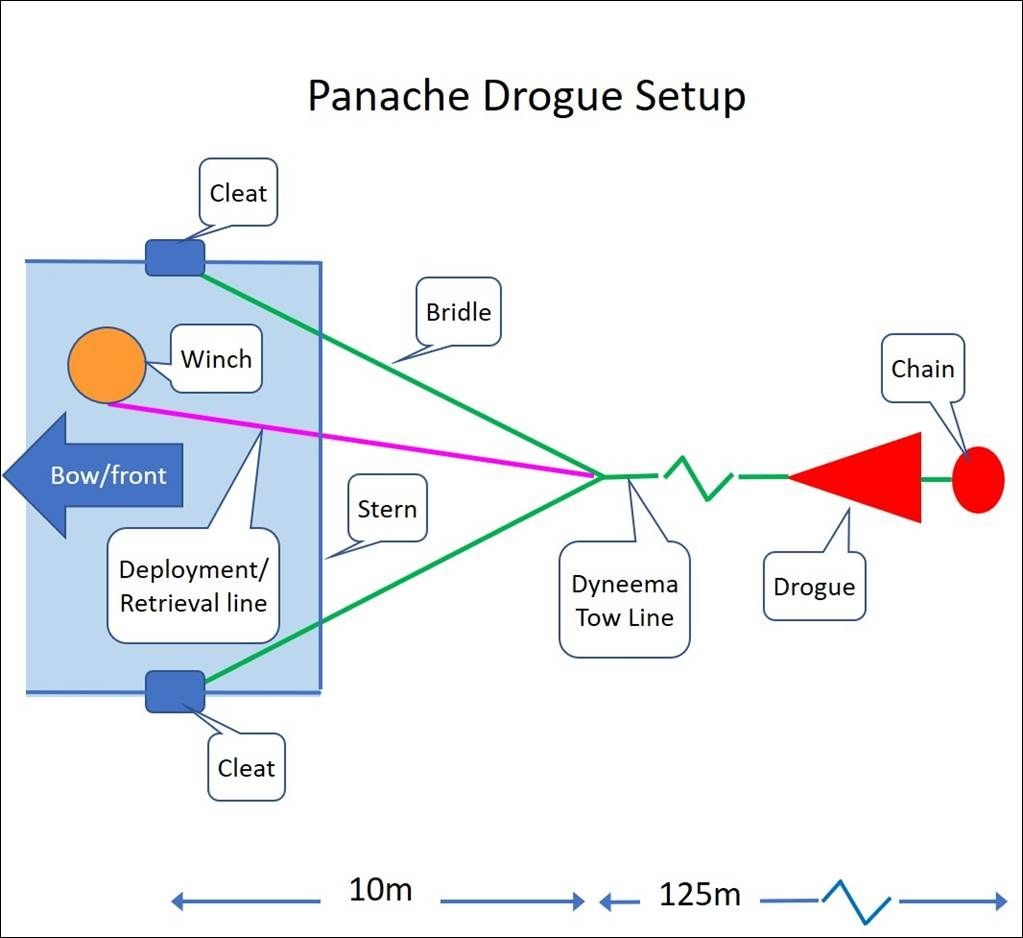 Panache Drogue Setup
Cleat
Bridle
Winch
Chain
Bow/front
Stern
Deployment/
Retrieval line
Dyneema
Tow Line
Drogue
Cleat
10m
125m